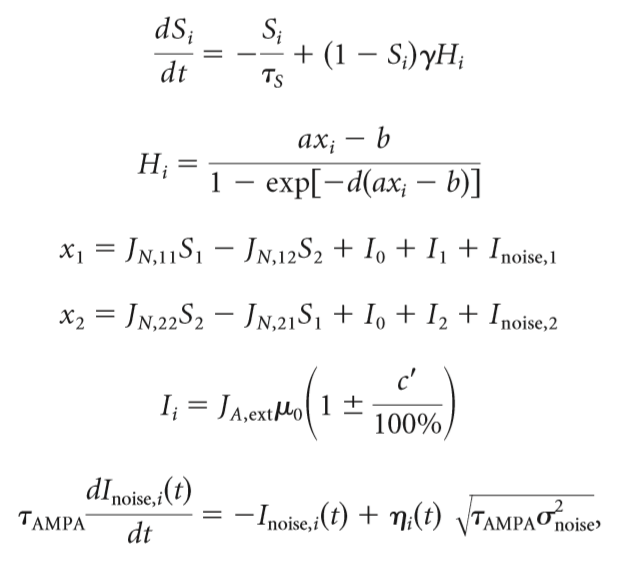 dS_i/dt = −S_i/τ_S + (1 − S_i)γH_i
H_i = (ax_i − b)/(1 − exp[−d(ax_i − b)])
x_1 = J_{N,11}S_1 − J_{N,12}S_2 + I_0 + I_1 + I_{noise,1}
x_2 = J_{N,22}S_2 − J_{N,21}S_1 + I_0 + I_2 + I_{noise,2}
I_i = J_{A,ext}μ_0(1 ± c′/100%)
τ_{AMPA} dI_{noise,i}(t)/dt = −I_{noise,i}(t) + η_i(t) √(τ_{AMPA}σ²_{noise}),